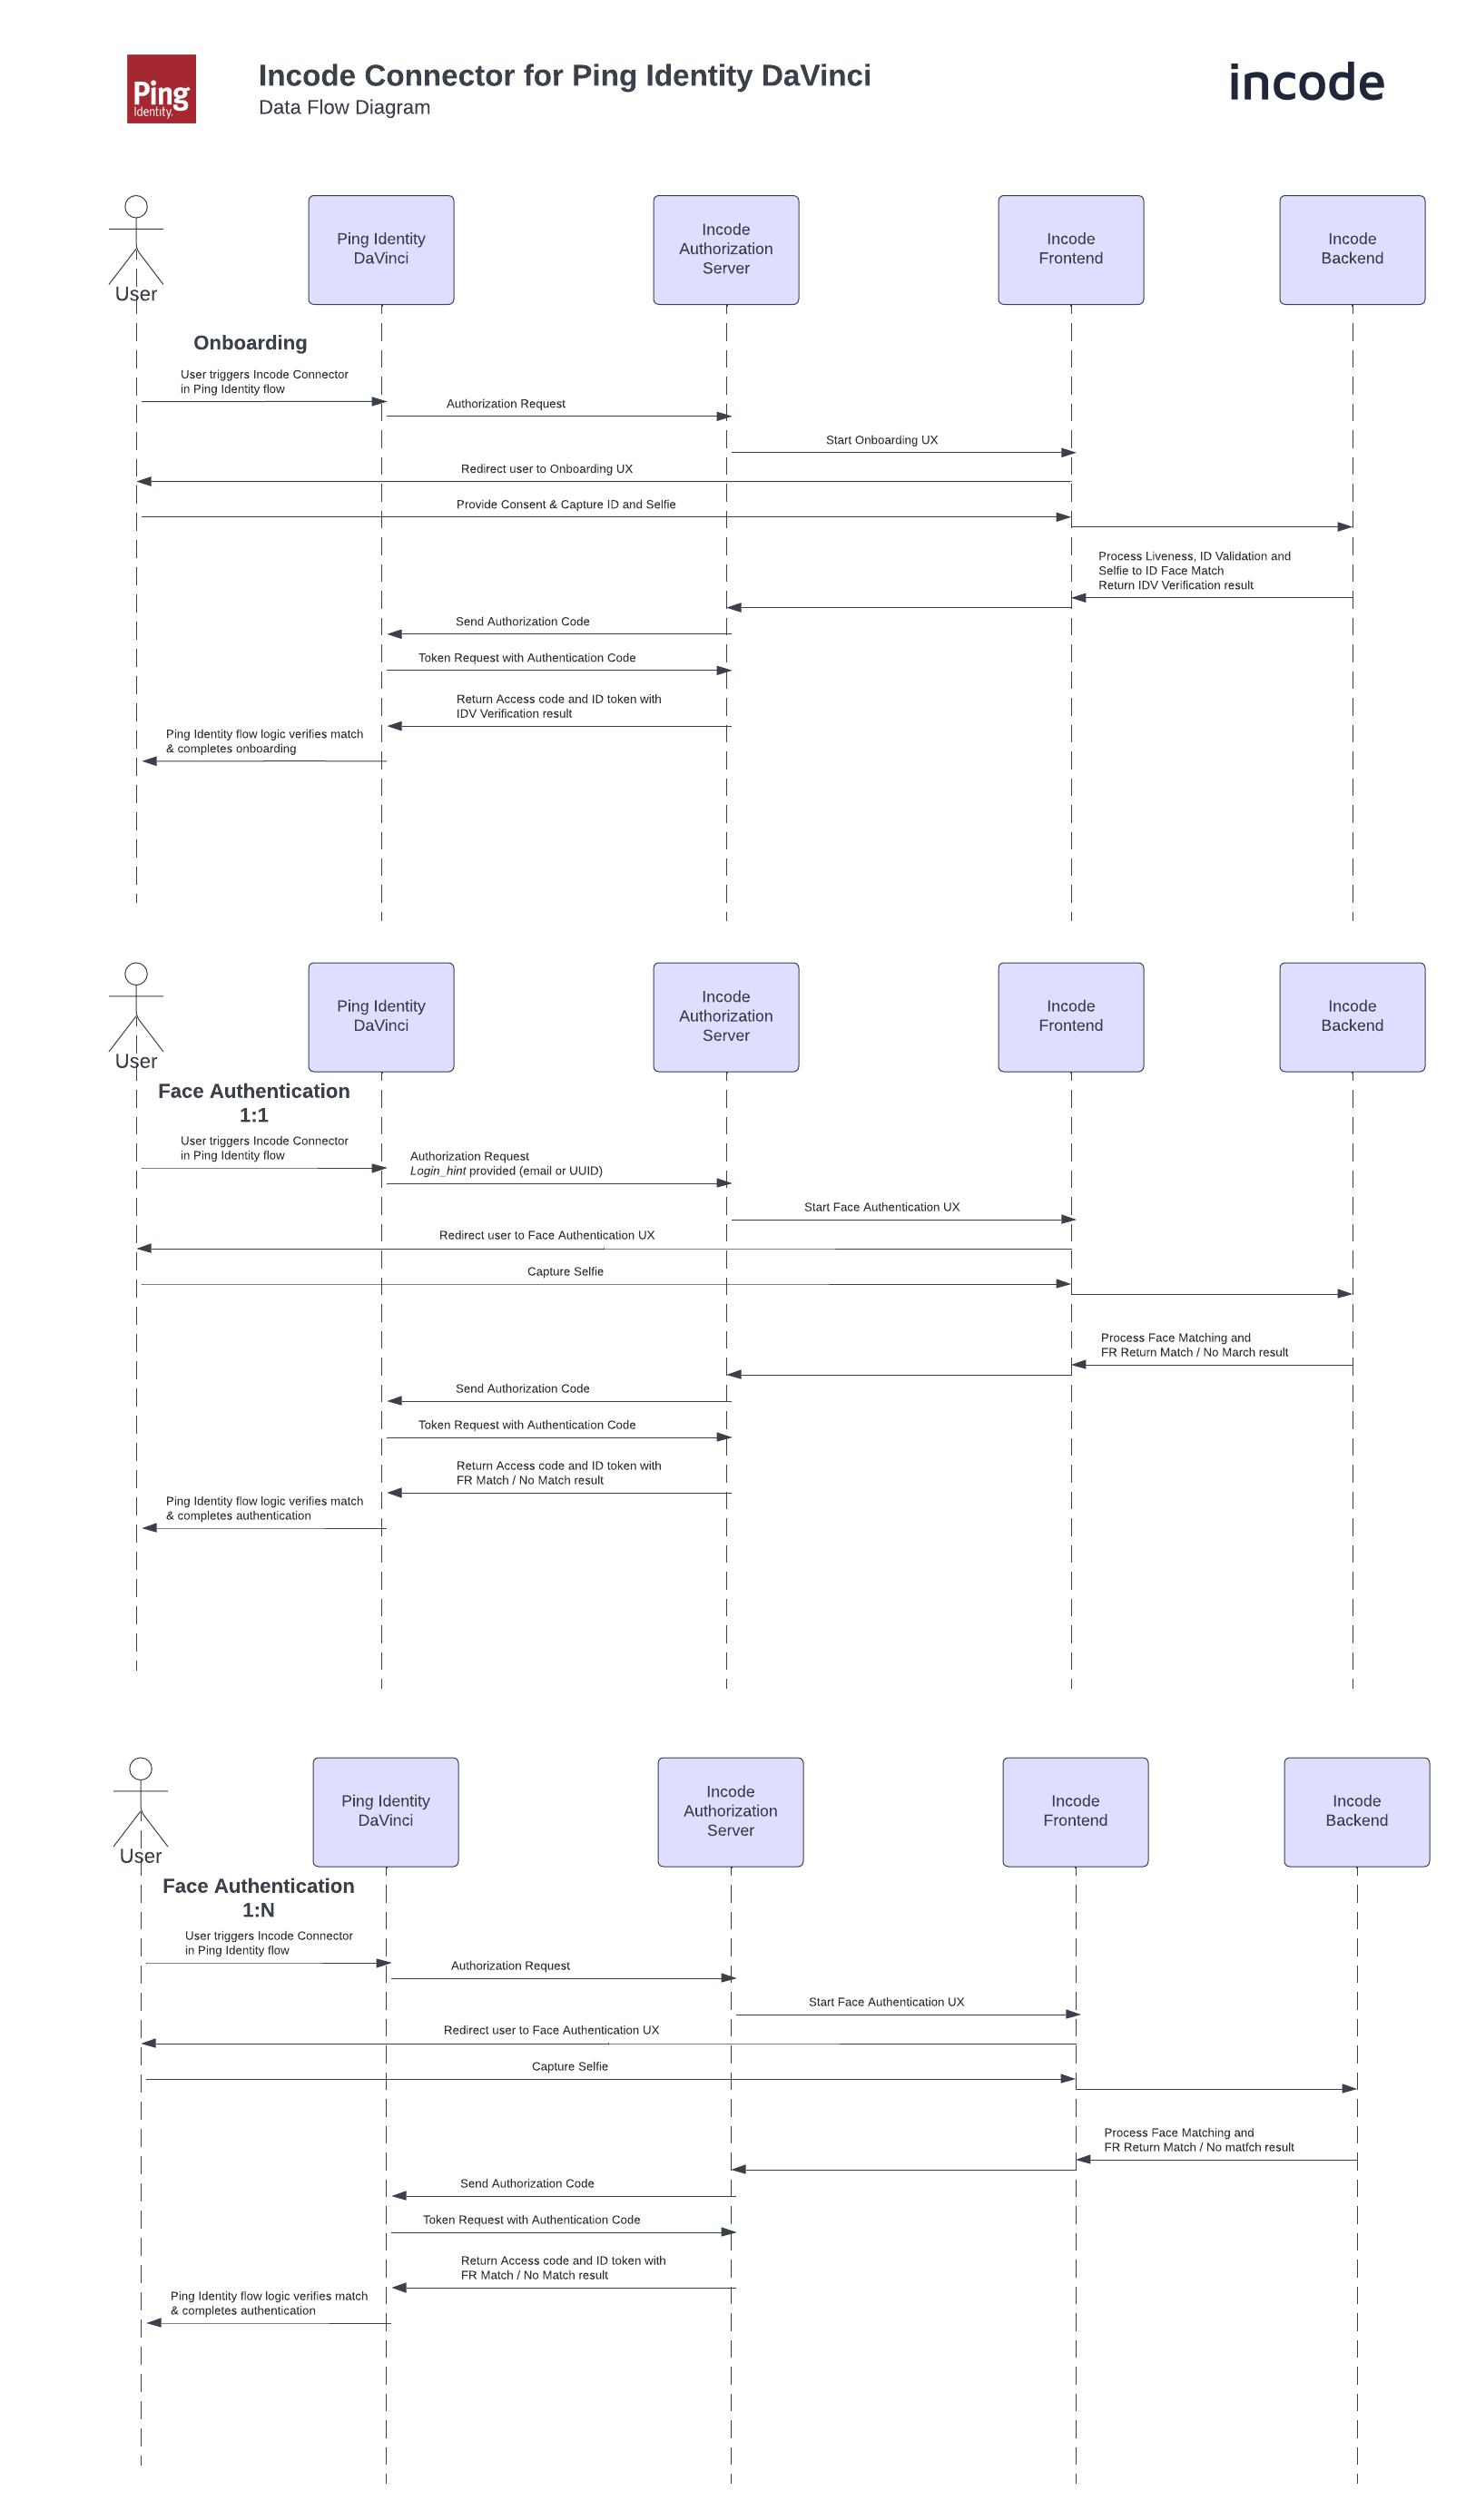 Ping
Identity.
Incode Connector for Ping Identity DaVinci
Data Flow Diagram
incode
User
Ping Identity
DaVinci
Incode
Authorization
Server
Incode
Frontend
Incode
Backend
Onboarding
User triggers Incode Connector
in Ping Identity flow
Authorization Request
Start Onboarding UX
Redirect user to Onboarding UX
Provide Consent & Capture ID and Selfie
Process Liveness, ID Validation and
Selfie to ID Face Match
Return IDV Verification result
Send Authorization Code
Token Request with Authentication Code
Return Access code and ID token with
IDV Verification result
Ping Identity flow logic verifies match
& completes onboarding
User
Ping Identity
DaVinci
Incode
Authorization
Server
Incode
Frontend
Incode
Backend
Face Authentication
1:1
User triggers Incode Connector
in Ping Identity flow
Authorization Request
Login_hint provided (email or UUID)
Start Face Authentication UX
Redirect user to Face Authentication UX
Capture Selfie
Process Face Matching and
FR Return Match / No March result
Send Authorization Code
Token Request with Authentication Code
Return Access code and ID token with
FR Match / No Match result
Ping Identity flow logic verifies match
& completes authentication
User
Ping Identity
DaVinci
Incode
Authorization
Server
Incode
Frontend
Incode
Backend
Face Authentication
1:N
User triggers Incode Connector
in Ping Identity flow
Authorization Request
Start Face Authentication UX
Redirect user to Face Authentication UX
Capture Selfie
Process Face Matching and
FR Return Match / No matfch result
Send Authorization Code
Token Request with Authentication Code
Return Access code and ID token with
FR Match / No Match result
Ping Identity flow logic verifies match
& completes authentication